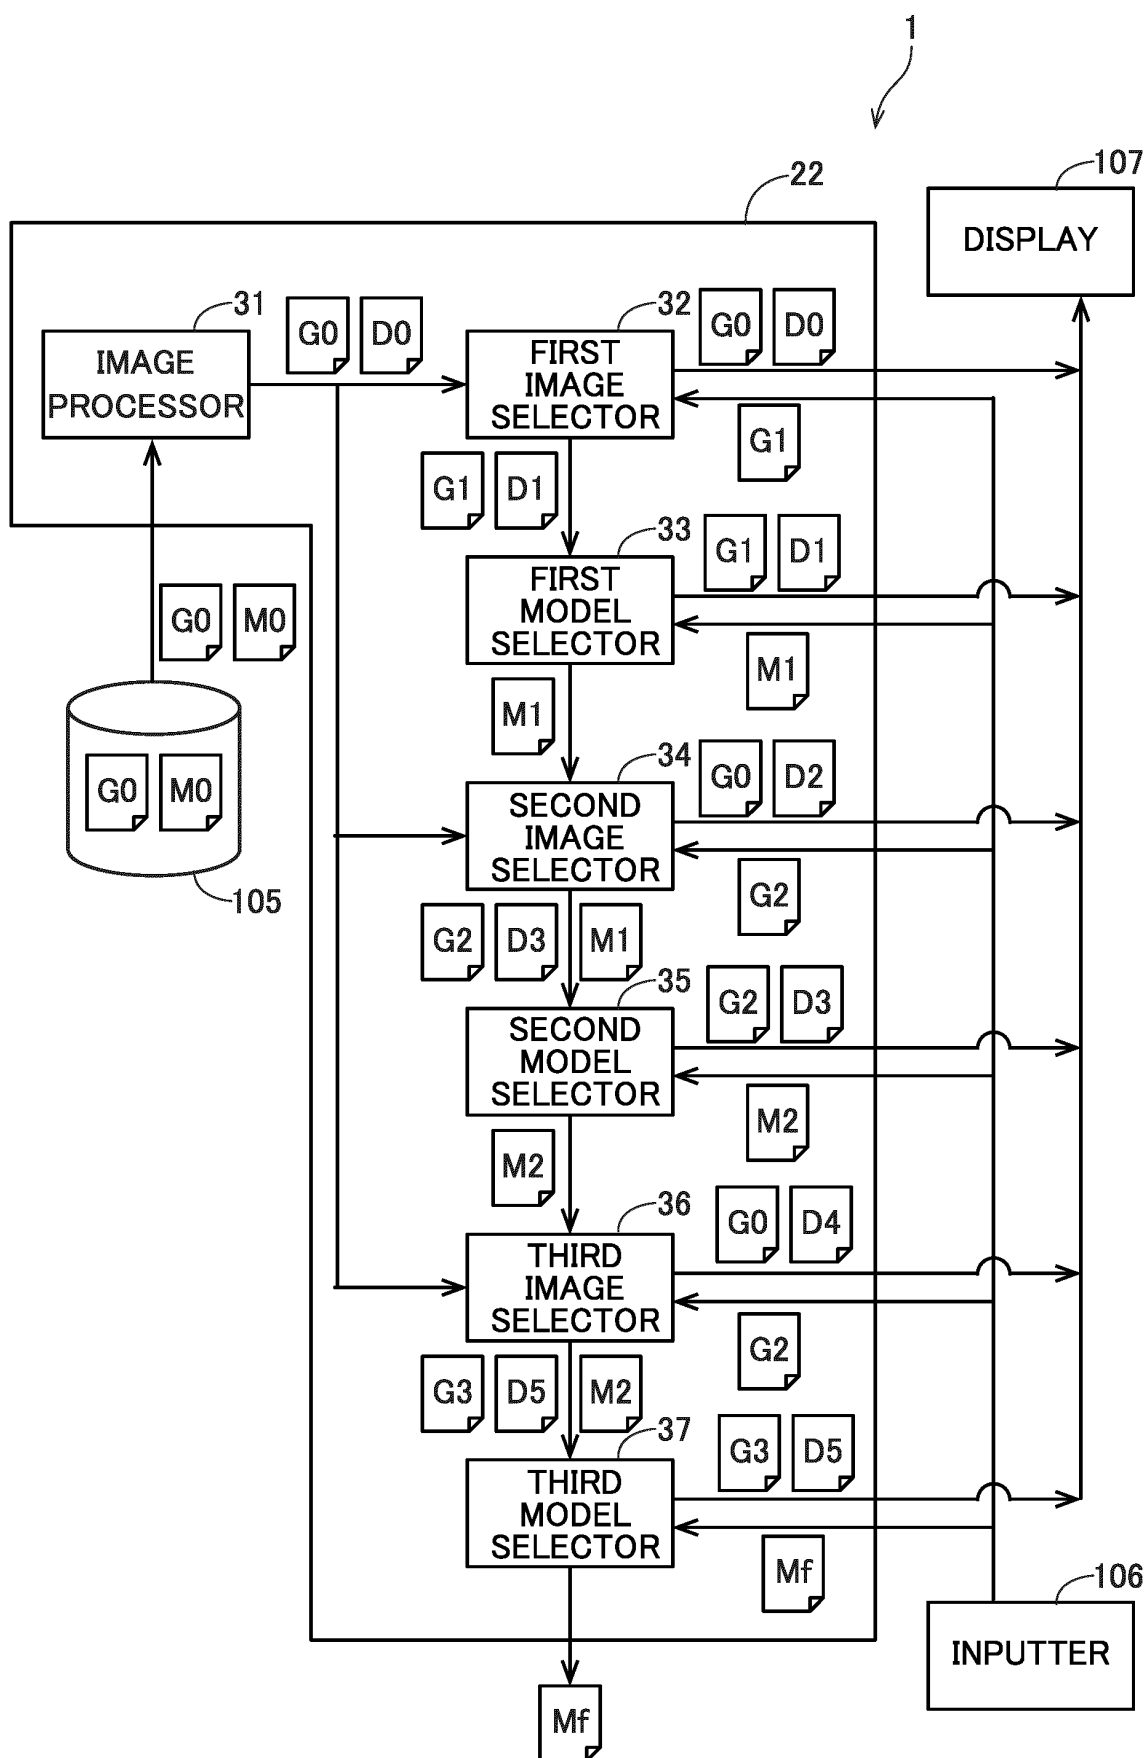 1
107
DISPLAY
22
31
IMAGE
PROCESSOR
G0 D0
32
FIRST
IMAGE
SELECTOR
G0 D0
G1
G1 D1
33
FIRST
MODEL
SELECTOR
G1 D1
M1
G0 M0
G0 M0
105
M1
34
SECOND
IMAGE
SELECTOR
G0 D2
G2
G2 D3 M1
35
SECOND
MODEL
SELECTOR
G2 D3
M2
M2
36
THIRD
IMAGE
SELECTOR
G0 D4
G2
G3 D5 M2
37
THIRD
MODEL
SELECTOR
G3 D5
Mf
106
INPUTTER
Mf